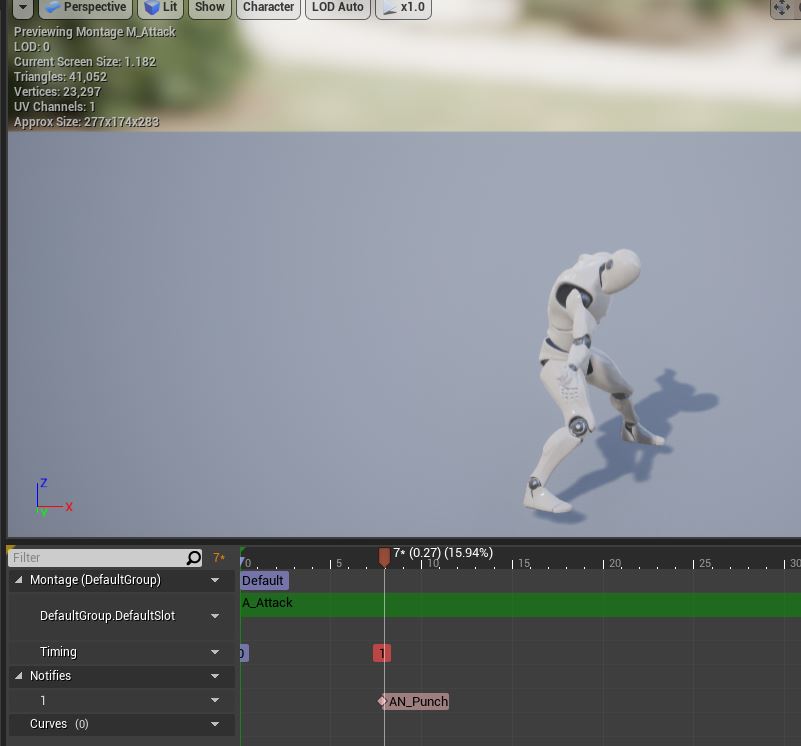 Perspective Lit Show Character LOD Auto x1.0
Previewing Montage M_Attack
LOD: 0
Current Screen Size: 1.182
Triangles: 41,052
Vertices: 23,297
UV Channels: 1
Approx Size: 277x174x283
Z
X
Y
Filter 7*
7* (0.27) (15.94%)
0 5 10 15 20 25 30
Montage (DefaultGroup) Default
A_Attack
DefaultGroup.DefaultSlot
Timing 0 1
Notifies
1 AN_Punch
Curves (0)